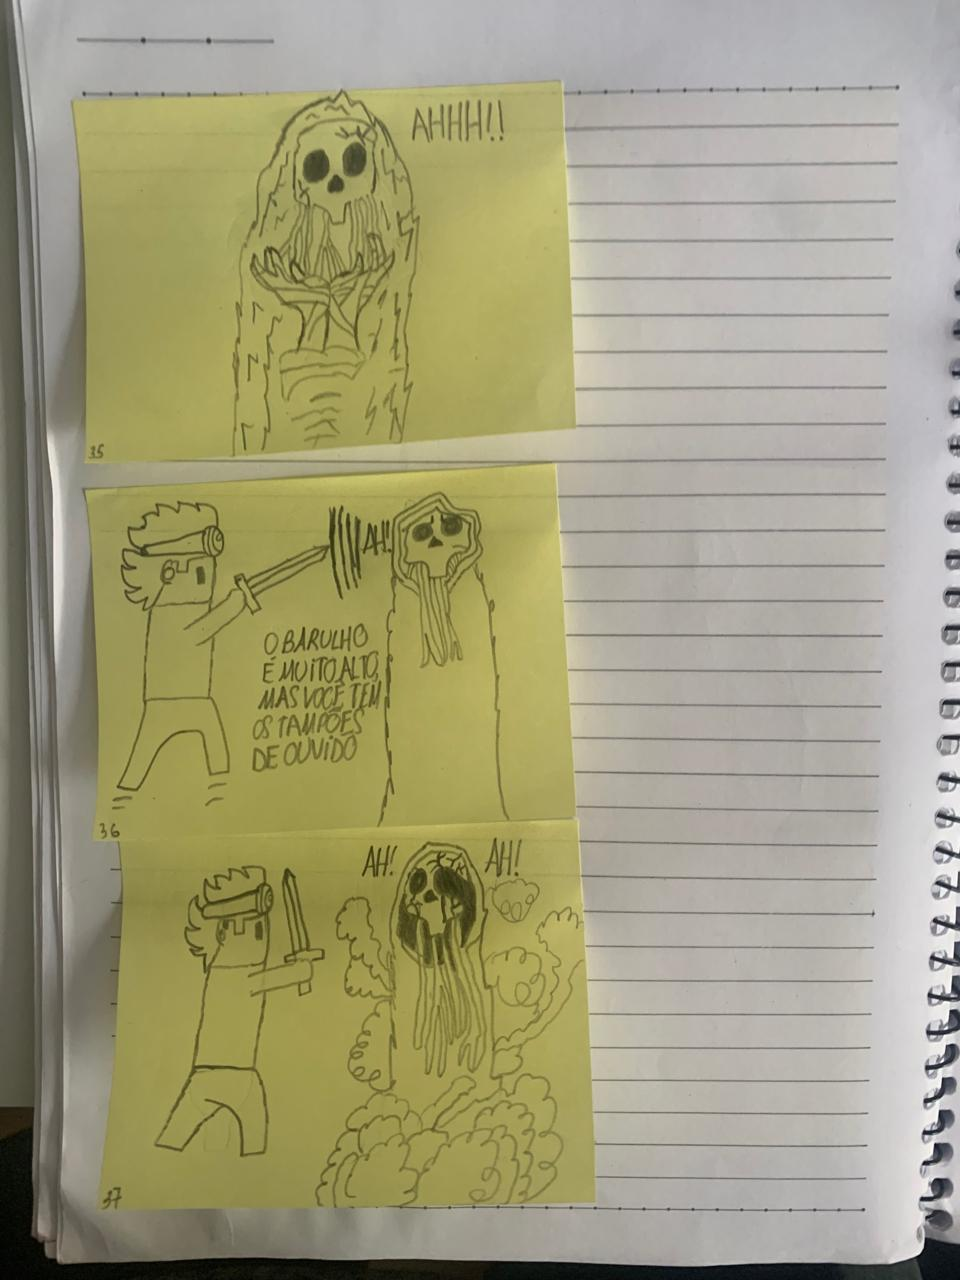 AHHH!!
35
AH!
O BARULHO
É MUITO ALTO,
MAS VOCÊ TEM
OS TAMPÕES
DE OUVIDO
36
AH! AH!
37